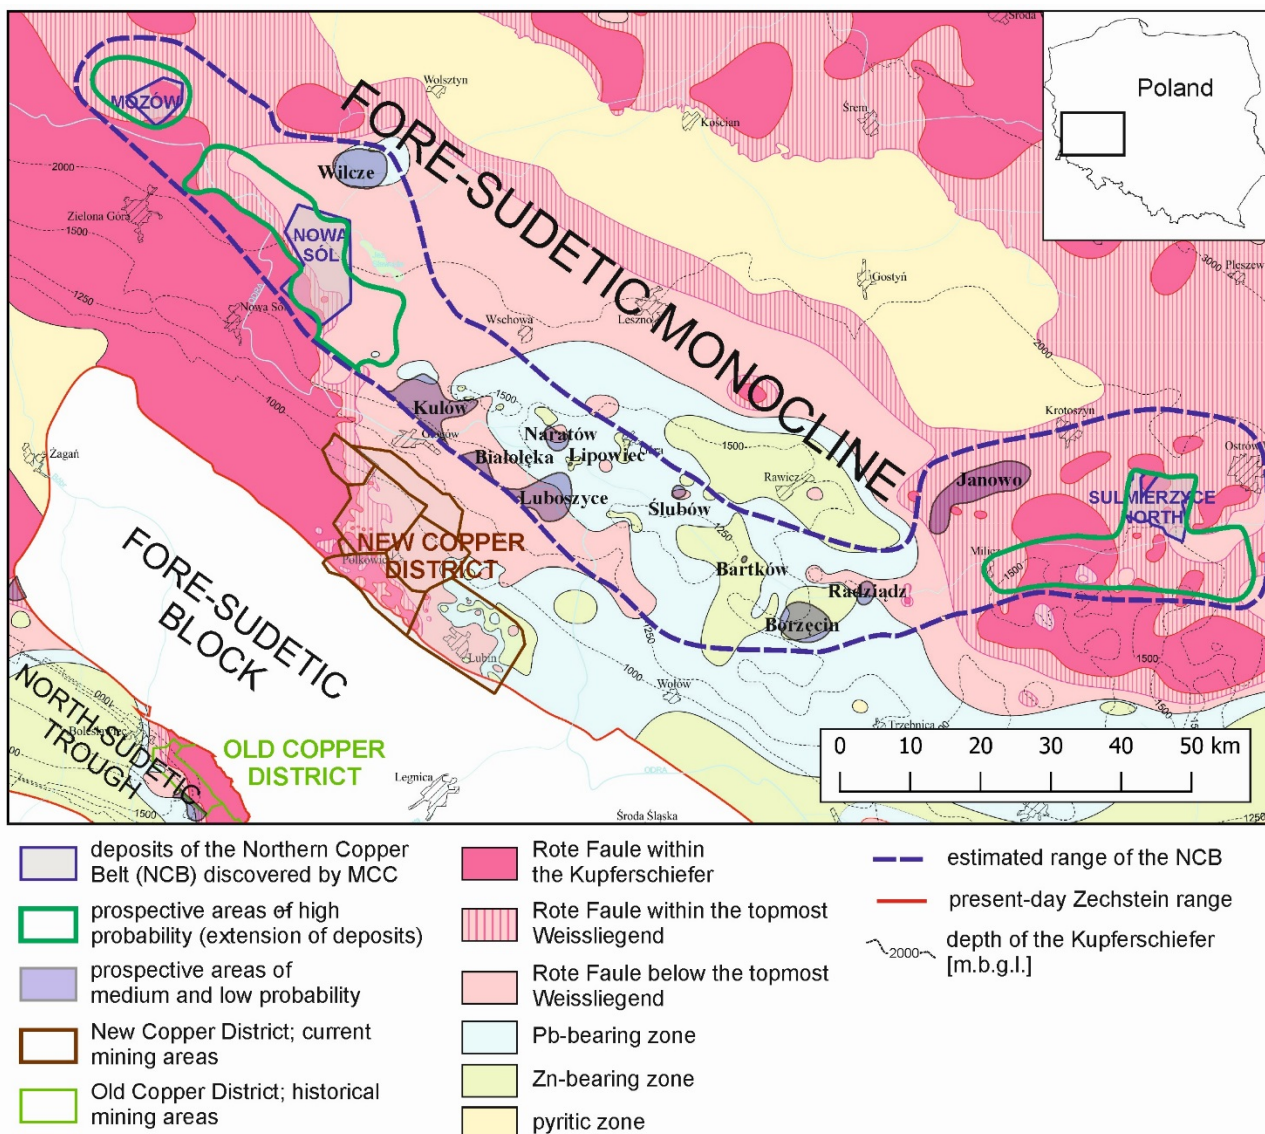 Środa W
Wolsztyn
Poland
Kościan
Śrem
MOZÓW
FORE-SUDETIC MONOCLINE
Wilcze
2000
Zielona Góra
1500
NOWA
SÓL
ODRA
Gostyń
3000
Pleszew
1250
Nowa Sól
Wschowa
Leszno
2000
1000
1500
Kulów
Głogów
Krotoszyn
Naratów
Białołęka
Lipowiec
Góra
1500
Ostrów
Żagań
Rawicz
Janowo
Luboszyce
Ślubów
SULMIERZYCE
NORTH
1250
NEW COPPER
DISTRICT
Polkowice
FORE-SUDETIC
BLOCK
Bartków
Milicz
1500
Radziądz
Borzęcin
1250
Lubin
1000
1500
Wołów
1500
NORTH-SUDETIC
TROUGH
1000
Bolesławiec
Trzebnica
OLD COPPER
DISTRICT
0 10 20 30 40 50 km
Legnica
ODRA
1500
Środa Śląska
1250
deposits of the Northern Copper
Belt (NCB) discovered by MCC
prospective areas of high
probability (extension of deposits)
prospective areas of
medium and low probability
New Copper District; current
mining areas
Old Copper District; historical
mining areas
Rote Faule within
the Kupferschiefer
Rote Faule within the topmost
Weissliegend
Rote Faule below the topmost
Weissliegend
Pb-bearing zone
Zn-bearing zone
pyritic zone
estimated range of the NCB
present-day Zechstein range
2000
depth of the Kupferschiefer
[m.b.g.l.]